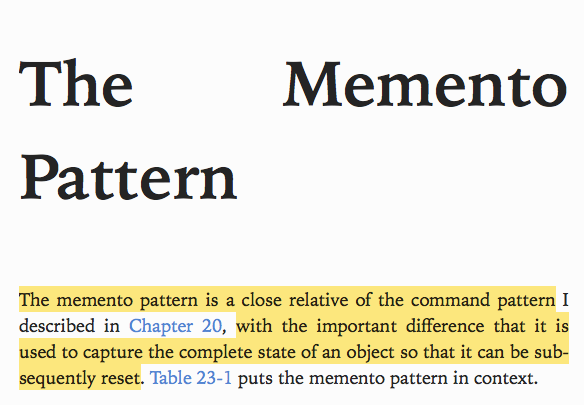 The Memento
Pattern
The memento pattern is a close relative of the command pattern I
described in Chapter 20, with the important difference that it is
used to capture the complete state of an object so that it can be sub-
sequently reset. Table 23-1 puts the memento pattern in context.